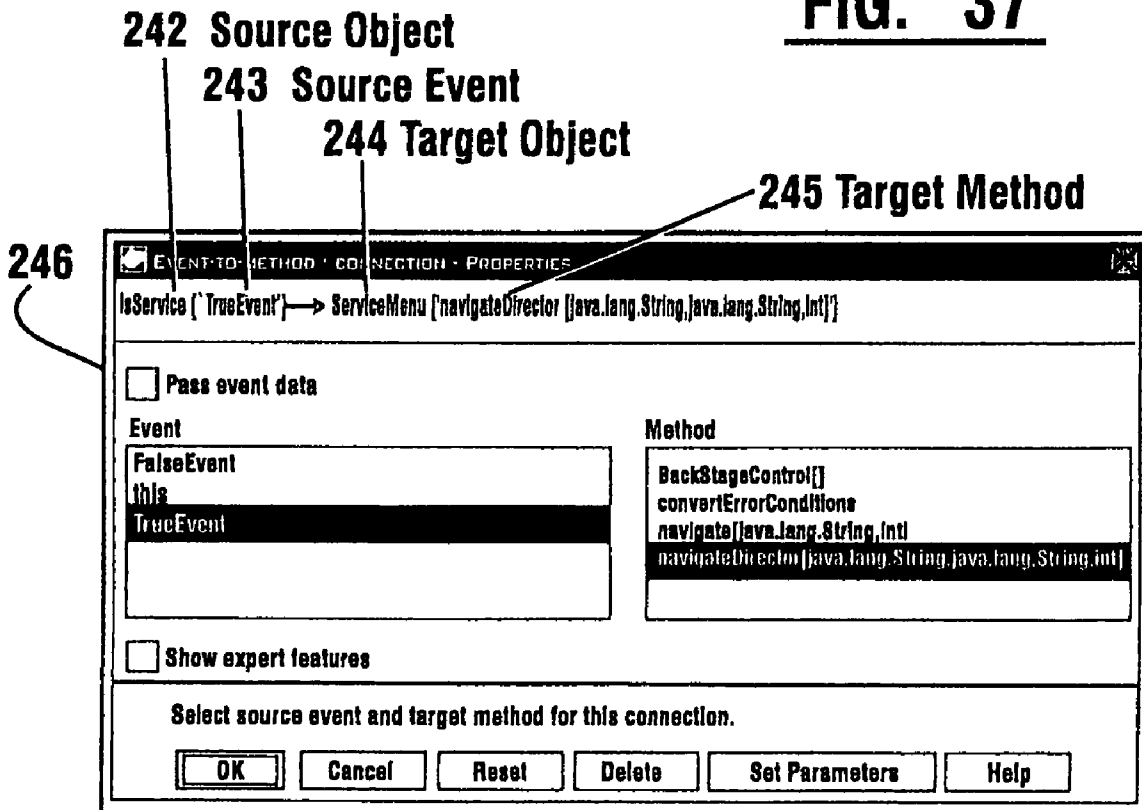 FIG. 37
242 Source Object
243 Source Event
244 Target Object
245 Target Method
246
EVENT-TO-METHOD · CONNECTION · PROPERTIES
IsService [`TrueEvent']—> ServiceMenu ['navigateDirector [java.lang.String,java.lang.String,int]']
Pass event data
Event
Method
FalseEvent
this
TrueEvent
BackStageControl[]
convertErrorConditions
navigate[java.lang.String,int]
navigateDirector[java.lang.String,java.lang.String,int]
Show expert features
Select source event and target method for this connection.
OK Cancel Reset Delete Set Parameters Help